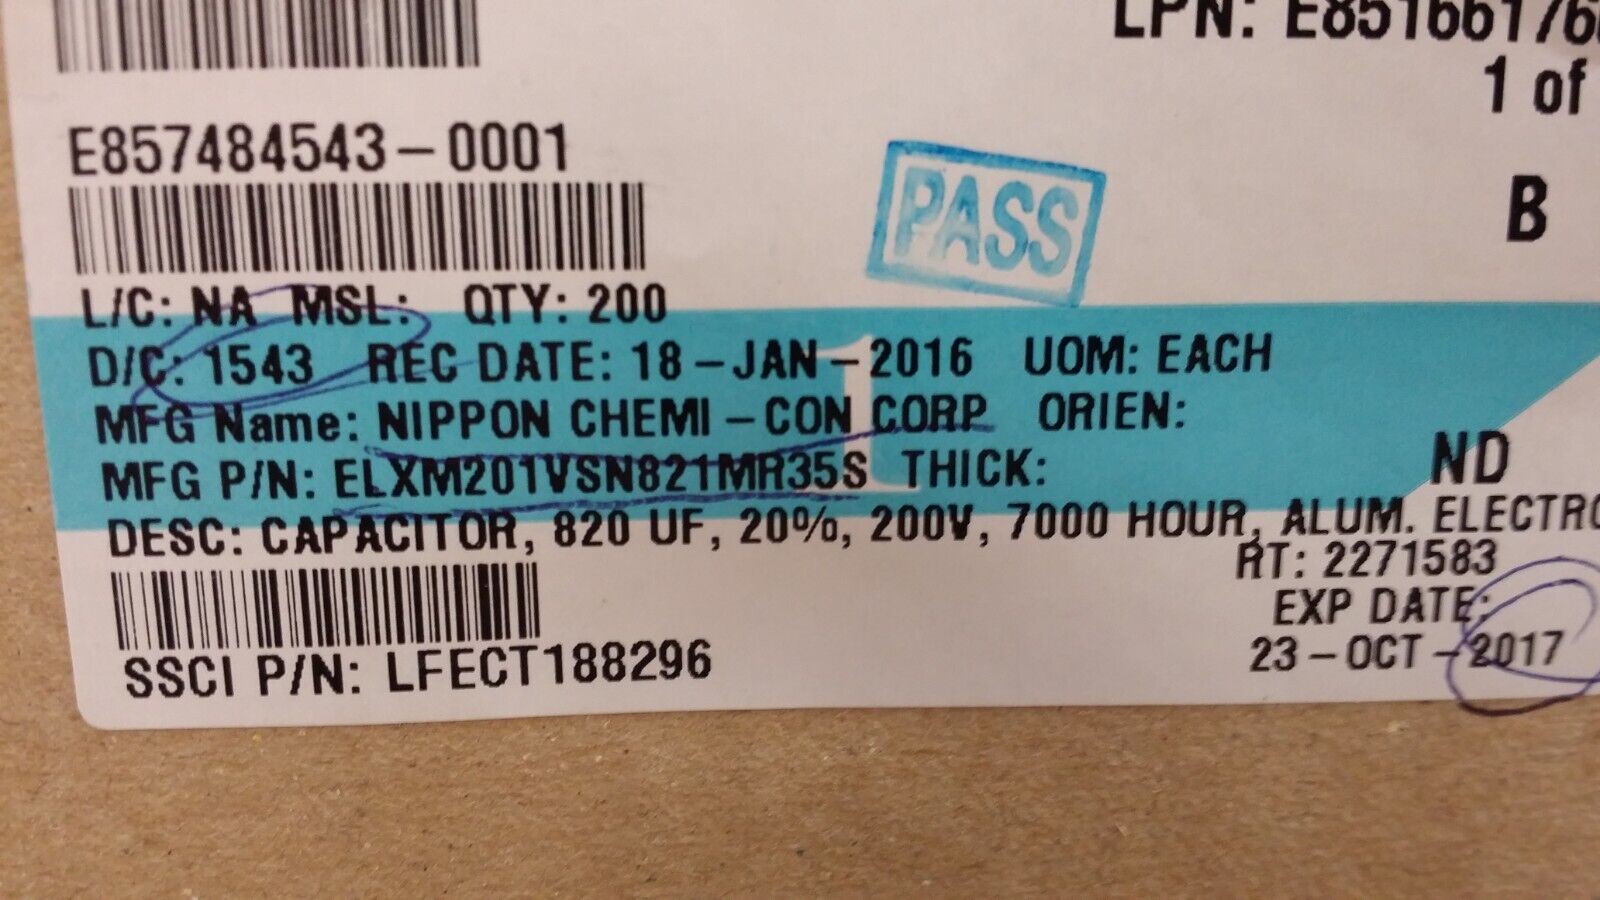 LPN:
1 of
E857484543-0001
PASS
B
L/C: NA MSL: QTY: 200
D/C: 1543 REC DATE: 18-JAN-2016 UOM: EACH
1
MFG Name: NIPPON CHEMI-CON CORP ORIEN:
MFG P/N: ELXM201VSN821MR35S THICK:
ND
DESC: CAPACITOR, 820 UF, 20%, 200V, 7000 HOUR, ALUM. ELECTRO
RT: 2271583
EXP DATE:
23-OCT-2017
SSCI P/N: LFECT188296